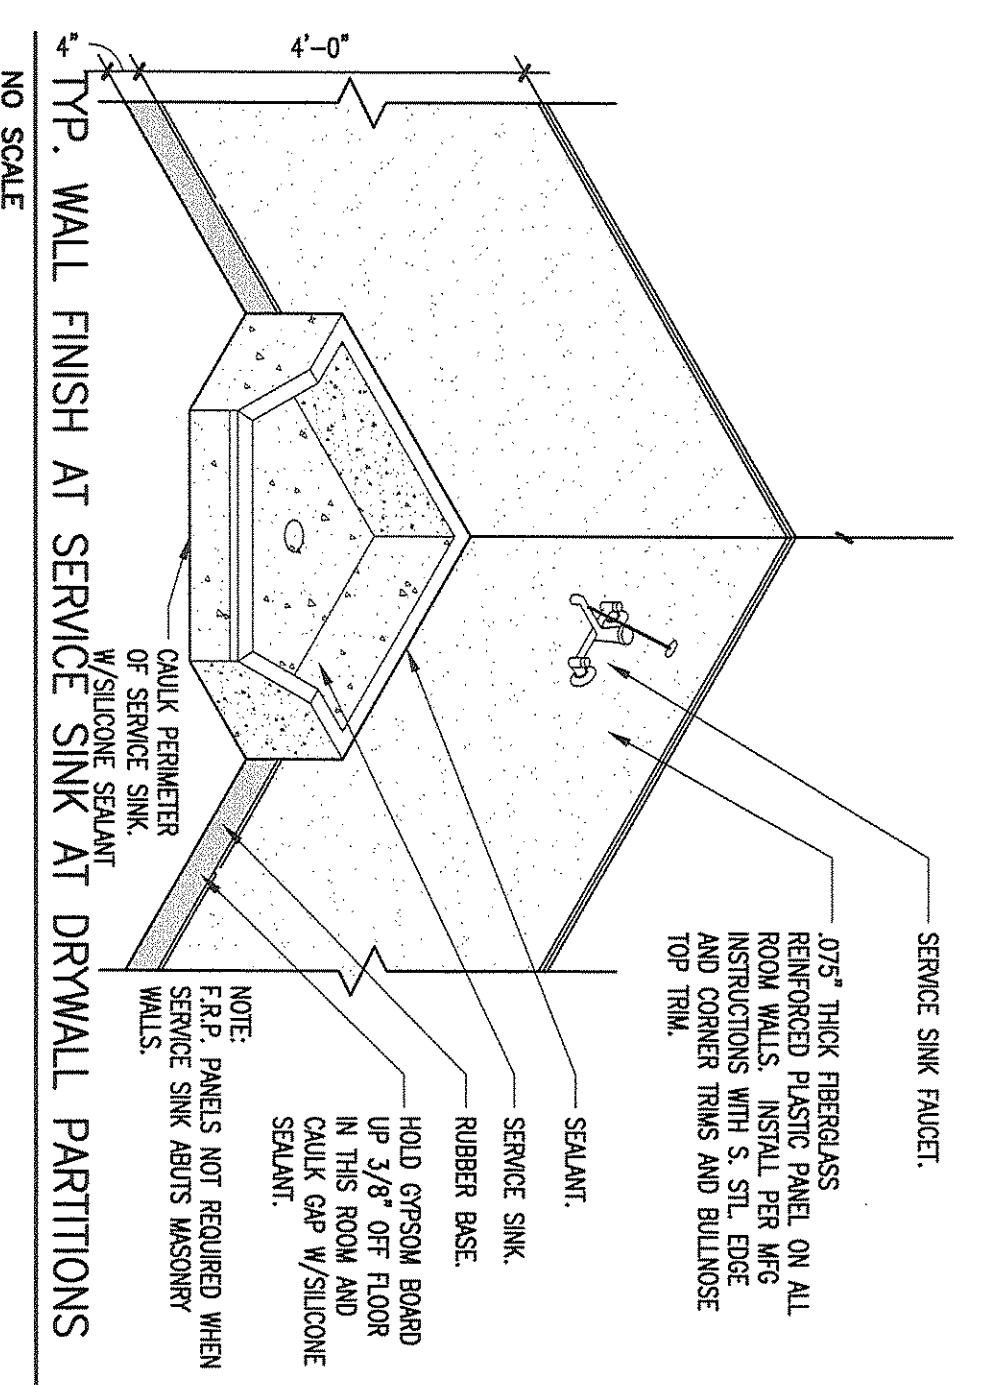 SERVICE SINK FAUCET.
.075" THICK FIBERGLASS
REINFORCED PLASTIC PANEL ON ALL
ROOM WALLS. INSTALL PER MFG
INSTRUCTIONS WITH S. STL. EDGE
AND CORNER TRIMS AND BULLNOSE
TOP TRIM.
SEALANT.
SERVICE SINK.
RUBBER BASE.
HOLD GYPSOM BOARD
UP 3/8" OFF FLOOR
IN THIS ROOM AND
CAULK GAP W/SILICONE
SEALANT.
NOTE:
F.R.P. PANELS NOT REQUIRED WHEN
SERVICE SINK ABUTS MASONRY
WALLS.
CAULK PERIMETER
OF SERVICE SINK.
W/SILICONE SEALANT
4'-0"
4"
TYP. WALL FINISH AT SERVICE SINK AT DRYWALL PARTITIONS
NO SCALE